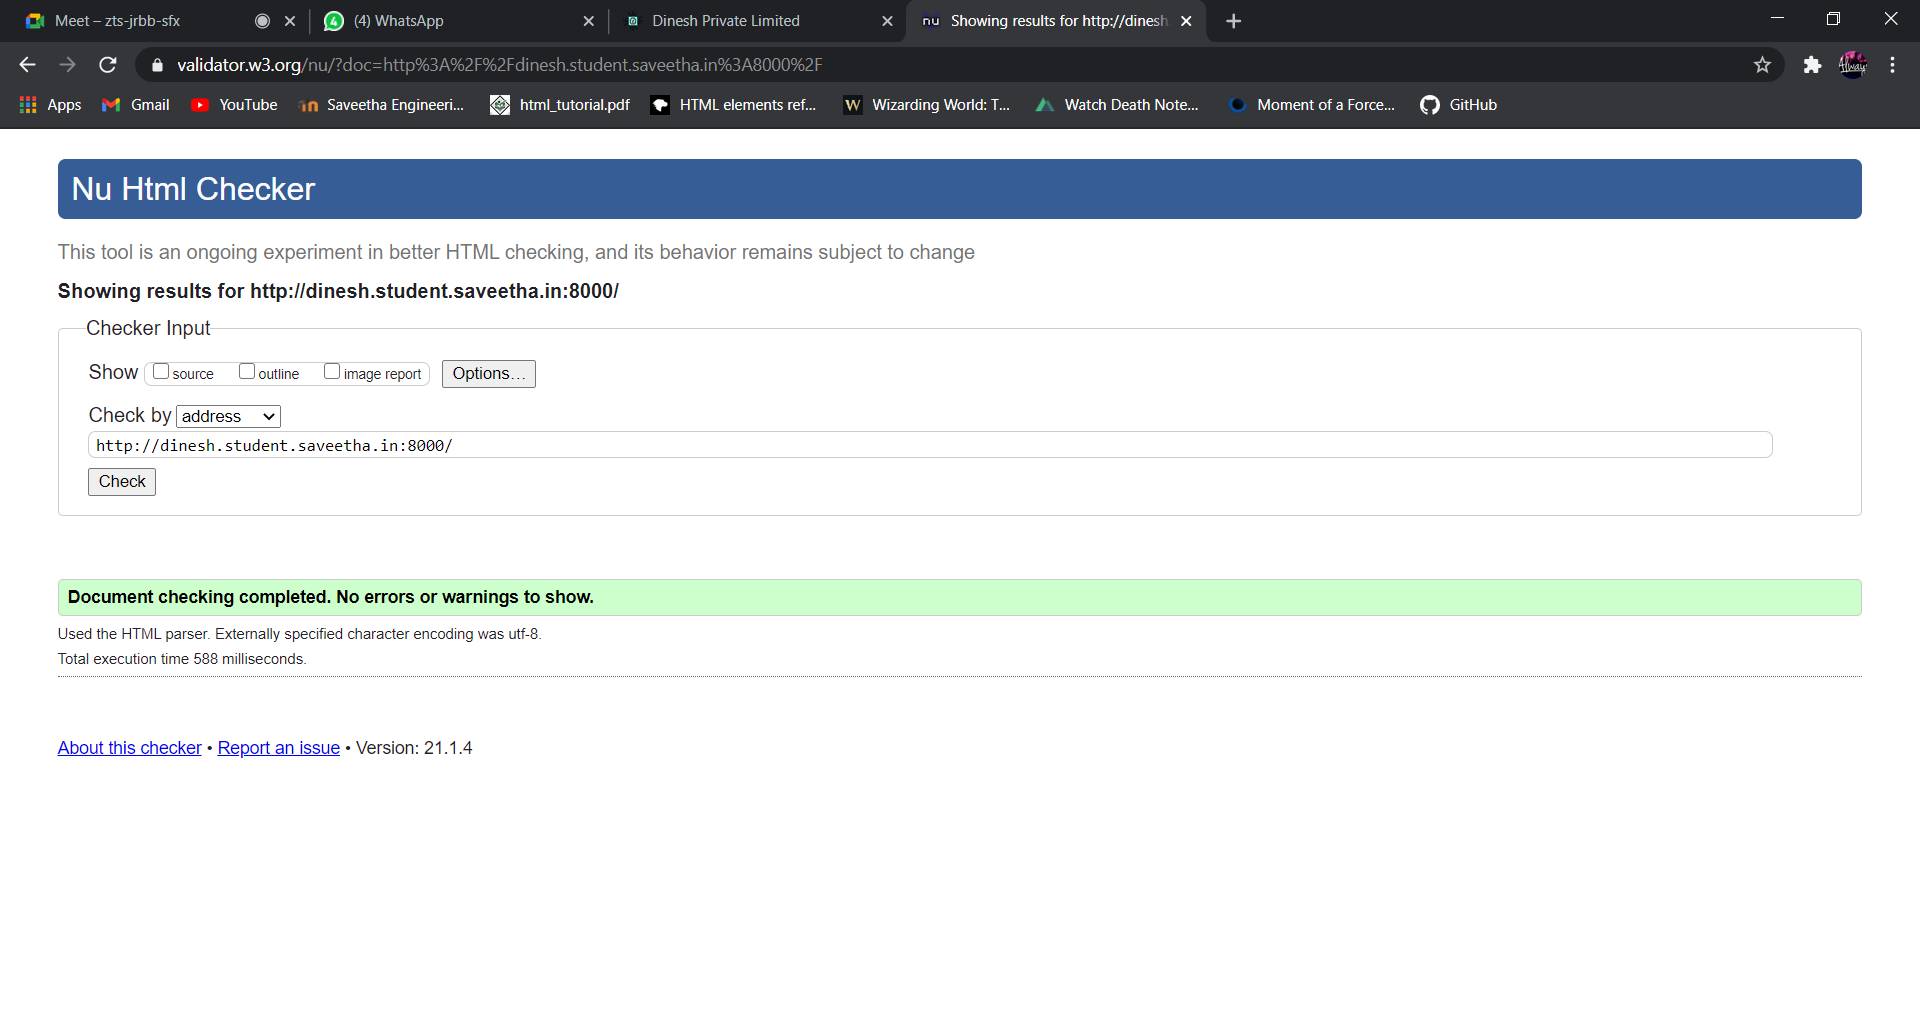 Meet – zts-jrbb-sfx
4 (4) WhatsApp
Dinesh Private Limited
nu Showing results for http://dinesh.
validator.w3.org/nu/?doc=http%3A%2F%2Fdinesh.student.saveetha.in%3A8000%2F
Always
Apps Gmail YouTube Saveetha Engineeri... html_tutorial.pdf HTML elements ref... W Wizarding World: T... Watch Death Note... Moment of a Force... GitHub
Nu Html Checker
This tool is an ongoing experiment in better HTML checking, and its behavior remains subject to change
Showing results for http://dinesh.student.saveetha.in:8000/
Checker Input
Show source outline image report Options...
Check by address
http://dinesh.student.saveetha.in:8000/
Check
Document checking completed. No errors or warnings to show.
Used the HTML parser. Externally specified character encoding was utf-8.
Total execution time 588 milliseconds.
About this checker • Report an issue • Version: 21.1.4